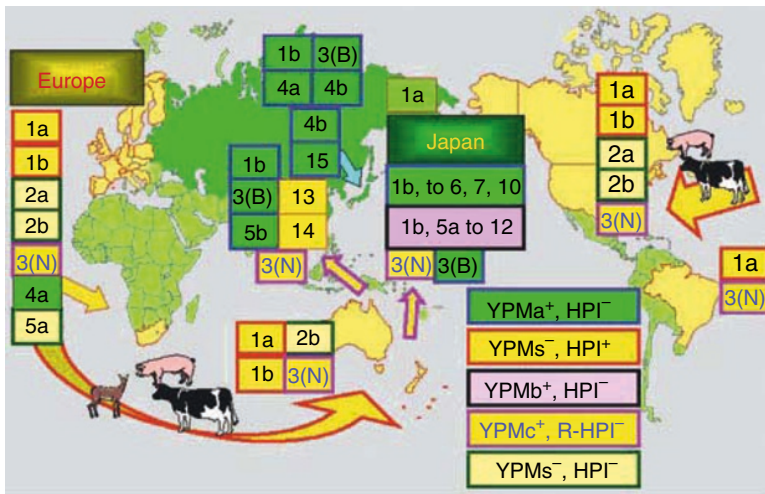 Europe
1a
1b
2a
2b
3(N)
4a
5a
1b 3(B)
4a 4b
4b
15
1b
3(B) 13
5b 14
3(N)
1a
Japan
1b, to 6, 7, 10
1b, 5a to 12
3(N) 3(B)
1a
1b
2a
2b
3(N)
1a
3(N)
1a 2b
1b 3(N)
YPMa⁺, HPI⁻
YPMs⁻, HPI⁺
YPMb⁺, HPI⁻
YPMc⁺, R-HPI⁻
YPMs⁻, HPI⁻